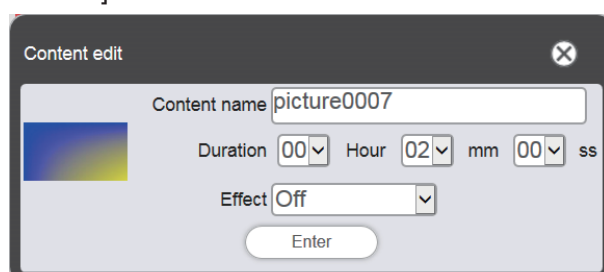 ]
Content edit
Content name picture0007
Duration 00 Hour 02 mm 00 ss
Effect Off
Enter